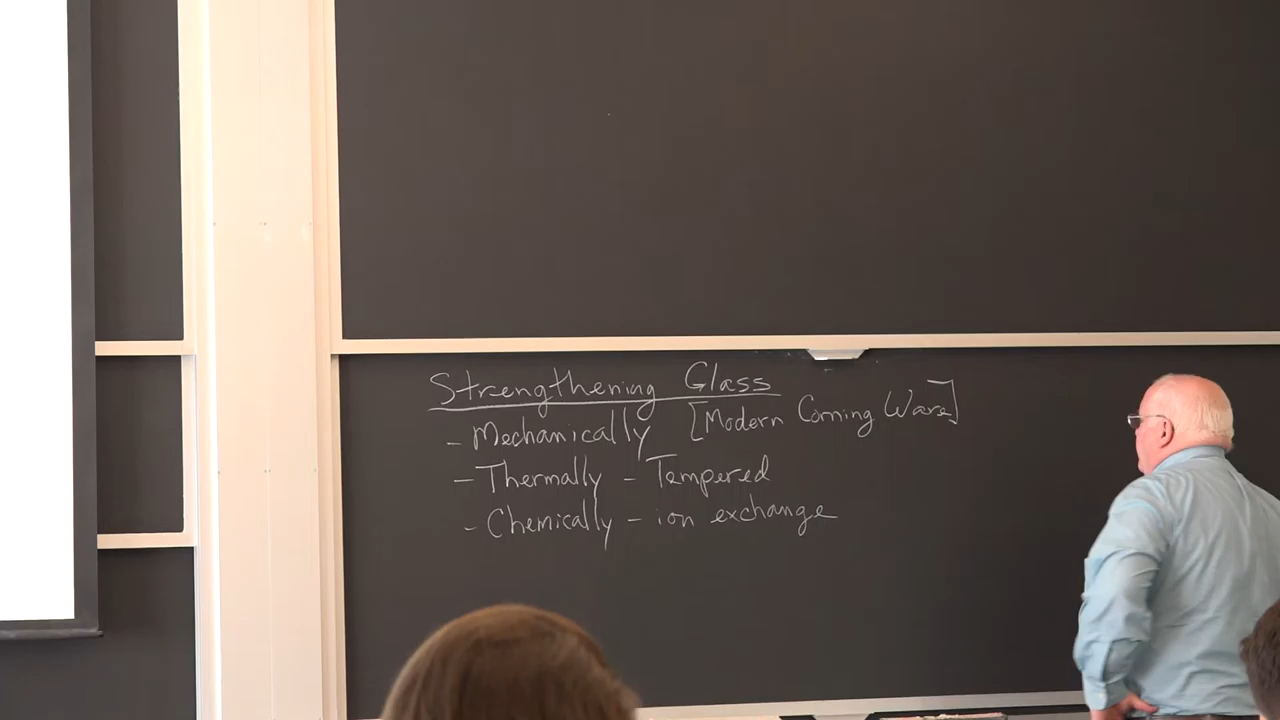 Strengthening Glass
- Mechanically [Modern Corning Ware]
- Thermally - Tempered
- Chemically - ion exchange